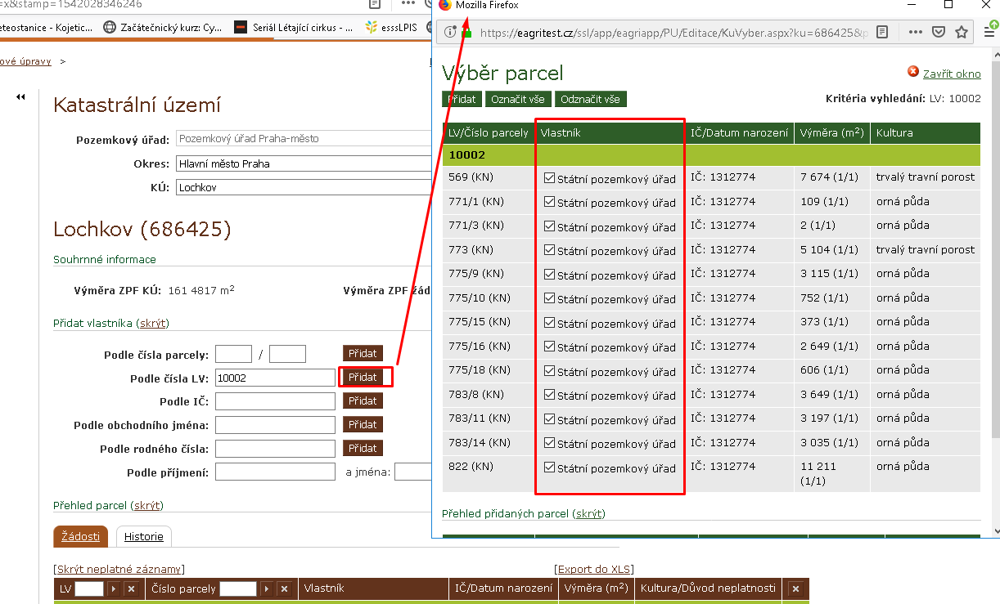 =x&stamp=1542028346246
eteostanice - Kojetic... Začátečnický kurz: Cy... Seriál Létající cirkus - ... esssLPIS
ové úpravy >
Katastrální území
Pozemkový úřad: Pozemkový úřad Praha-město
Okres: Hlavní město Praha
KÚ: Lochkov
Lochkov (686425)
Souhrnné informace
Výměra ZPF KÚ: 161 4817 m² Výměra ZPF žád
Přidat vlastníka (skrýt)
Podle čísla parcely: / Přidat
Podle čísla LV: 10002 Přidat
Podle IČ: Přidat
Podle obchodního jména: Přidat
Podle rodného čísla: Přidat
Podle příjmení: a jména:
Přehled parcel (skrýt)
Žádosti Historie
[Skrýt neplatné záznamy] [Export do XLS]
LV Číslo parcely Vlastník IČ/Datum narození Výměra (m²) Kultura/Důvod neplatnosti
Mozilla Firefox
https://eagritest.cz/ssl/app/eagriapp/PU/Editace/KuVyber.aspx?ku=686425&p
Výběr parcel
Zavřít okno
Přidat Označit vše Odznačit vše Kritéria vyhledání: LV: 10002
LV/Číslo parcely Vlastník IČ/Datum narození Výměra (m²) Kultura
10002
569 (KN) Státní pozemkový úřad IČ: 1312774 7 674 (1/1) trvalý travní porost
771/1 (KN) Státní pozemkový úřad IČ: 1312774 109 (1/1) orná půda
771/3 (KN) Státní pozemkový úřad IČ: 1312774 2 (1/1) orná půda
773 (KN) Státní pozemkový úřad IČ: 1312774 5 104 (1/1) trvalý travní porost
775/9 (KN) Státní pozemkový úřad IČ: 1312774 3 115 (1/1) orná půda
775/10 (KN) Státní pozemkový úřad IČ: 1312774 752 (1/1) orná půda
775/15 (KN) Státní pozemkový úřad IČ: 1312774 373 (1/1) orná půda
775/16 (KN) Státní pozemkový úřad IČ: 1312774 2 649 (1/1) orná půda
775/18 (KN) Státní pozemkový úřad IČ: 1312774 606 (1/1) orná půda
783/8 (KN) Státní pozemkový úřad IČ: 1312774 3 649 (1/1) orná půda
783/11 (KN) Státní pozemkový úřad IČ: 1312774 3 197 (1/1) orná půda
783/14 (KN) Státní pozemkový úřad IČ: 1312774 3 035 (1/1) orná půda
822 (KN) Státní pozemkový úřad IČ: 1312774 11 211 orná půda
(1/1)
Přehled přidaných parcel (skrýt)